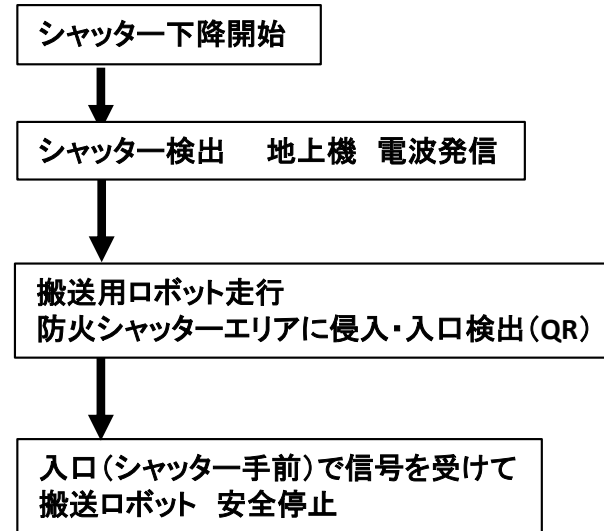 シャッター下降開始
シャッター検出　地上機 電波発信
搬送用ロボット走行
防火シャッターエリアに侵入・入口検出（QR）
入口（シャッター手前）で信号を受けて
搬送ロボット 安全停止